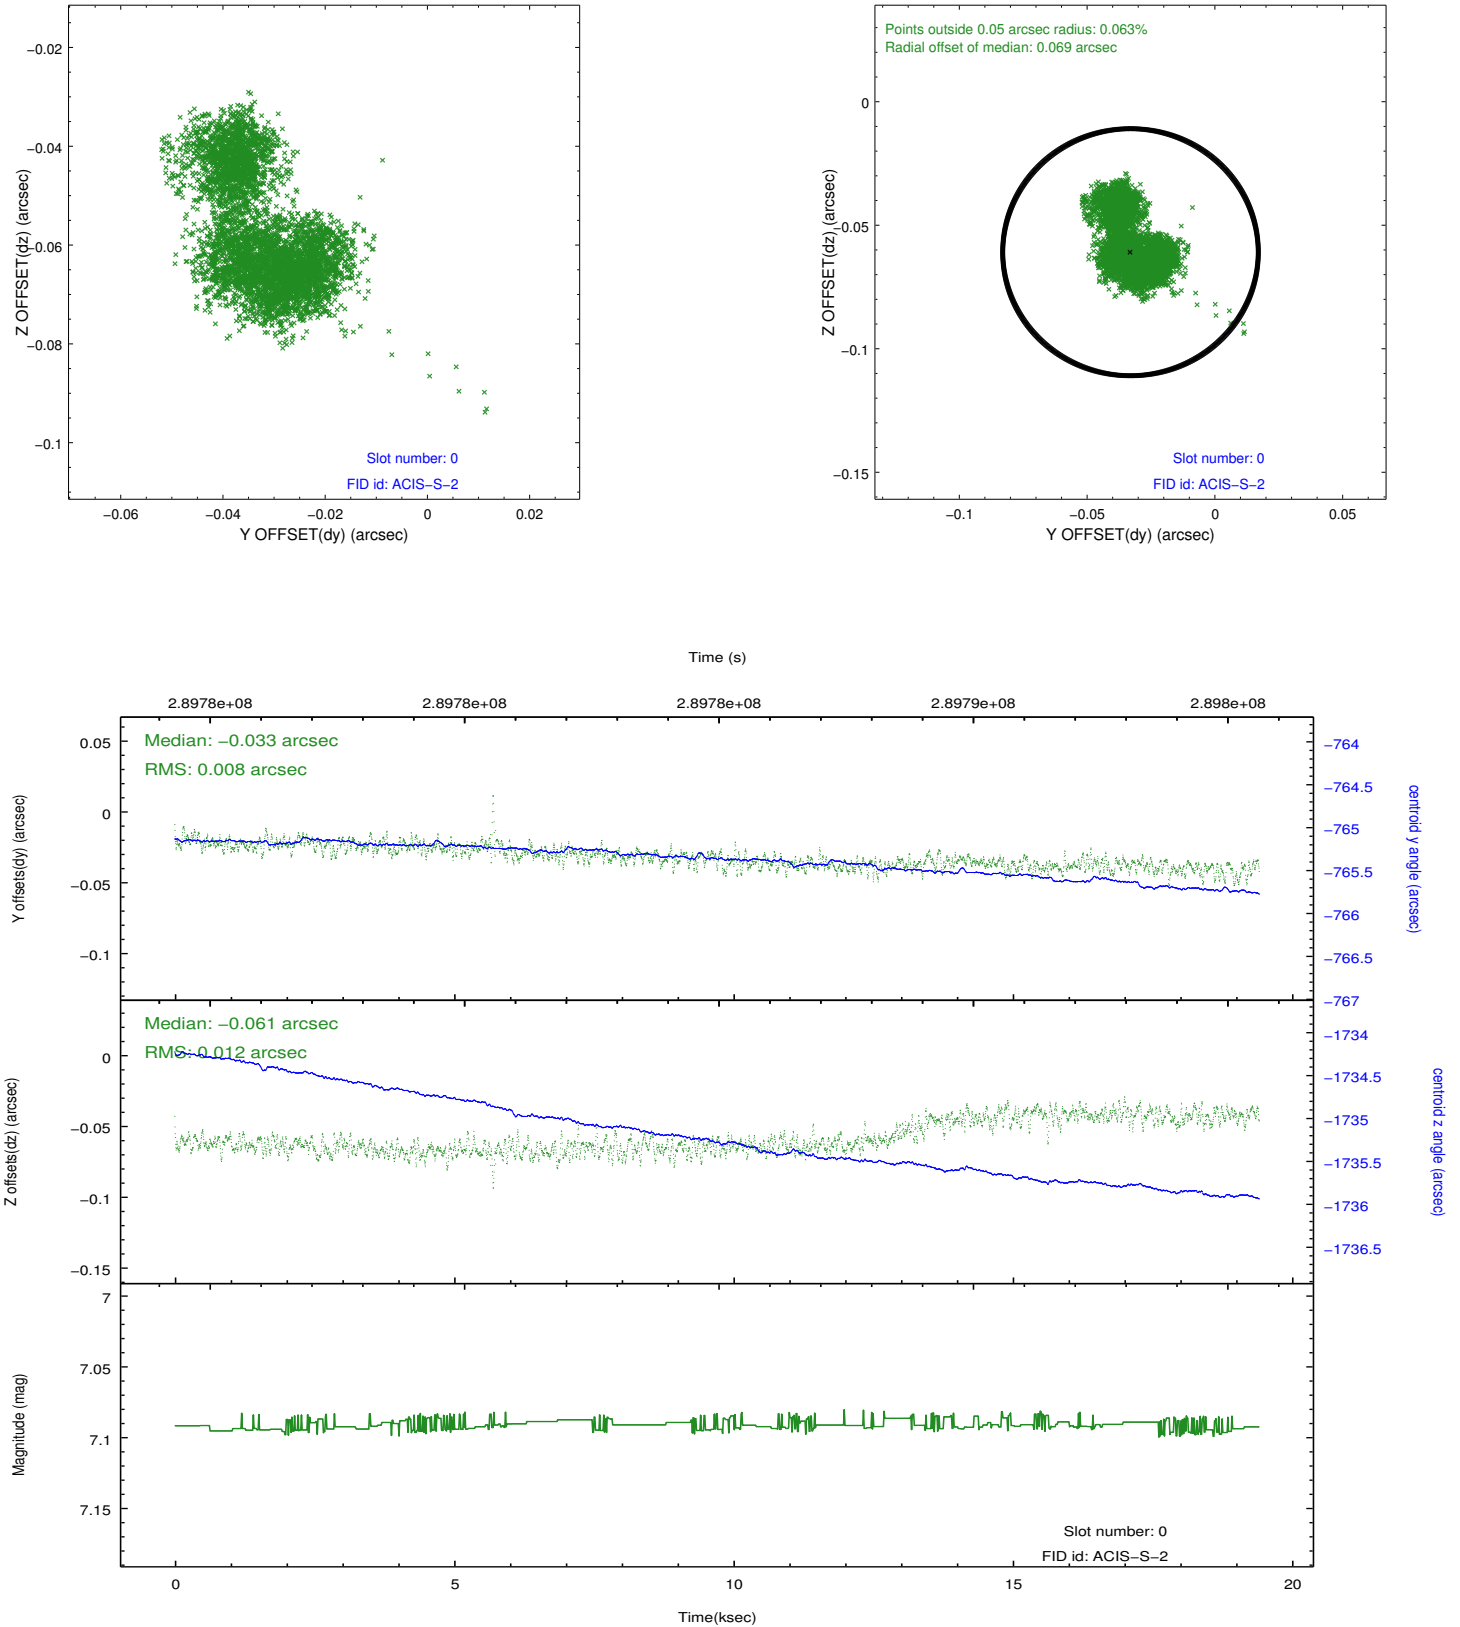 −0.02
−0.04
−0.06
−0.08
−0.1
Z OFFSET(dz) (arcsec)
Slot number: 0
FID id: ACIS−S−2
−0.06
−0.04
−0.02
0
0.02
Y OFFSET(dy) (arcsec)
Points outside 0.05 arcsec radius: 0.063%
Radial offset of median: 0.069 arcsec
0
−0.05
−0.1
−0.15
Z OFFSET(dz) (arcsec)
Slot number: 0
FID id: ACIS−S−2
−0.1
−0.05
0
0.05
Y OFFSET(dy) (arcsec)
Time (s)
2.8978e+08
2.8978e+08
2.8978e+08
2.8979e+08
2.898e+08
Median: −0.033 arcsec
RMS: 0.008 arcsec
0.05
0
−0.05
−0.1
Y offsets(dy) (arcsec)
−764
−764.5
−765
−765.5
−766
−766.5
−767
centroid y angle (arcsec)
Median: −0.061 arcsec
RMS: 0.012 arcsec
0
−0.05
−0.1
−0.15
Z offsets(dz) (arcsec)
−1734
−1734.5
−1735
−1735.5
−1736
−1736.5
centroid z angle (arcsec)
7
7.05
7.1
7.15
Magnitude (mag)
Slot number: 0
FID id: ACIS−S−2
0
5
10
15
20
Time(ksec)